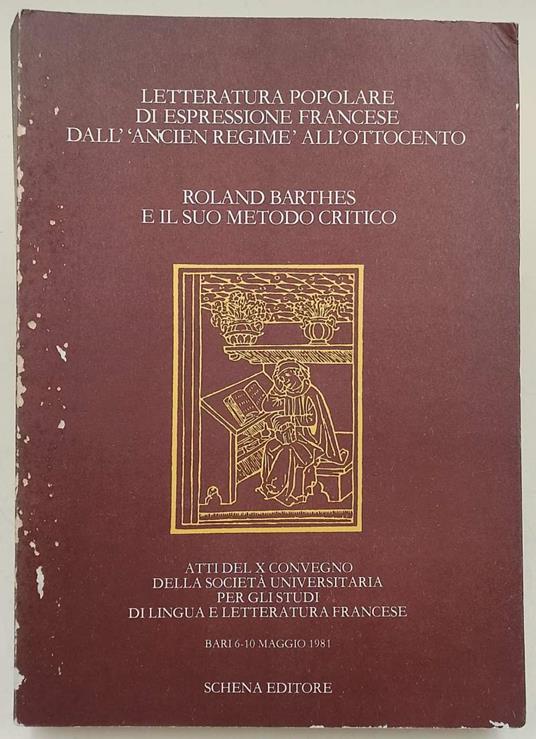 LETTERATURA POPOLARE
DI ESPRESSIONE FRANCESE
DALL' 'ANCIEN REGIME' ALL'OTTOCENTO
ROLAND BARTHES
E IL SUO METODO CRITICO
ATTI DEL X CONVEGNO
DELLA SOCIETÀ UNIVERSITARIA
PER GLI STUDI
DI LINGUA E LETTERATURA FRANCESE
BARI 6-10 MAGGIO 1981
SCHENA EDITORE